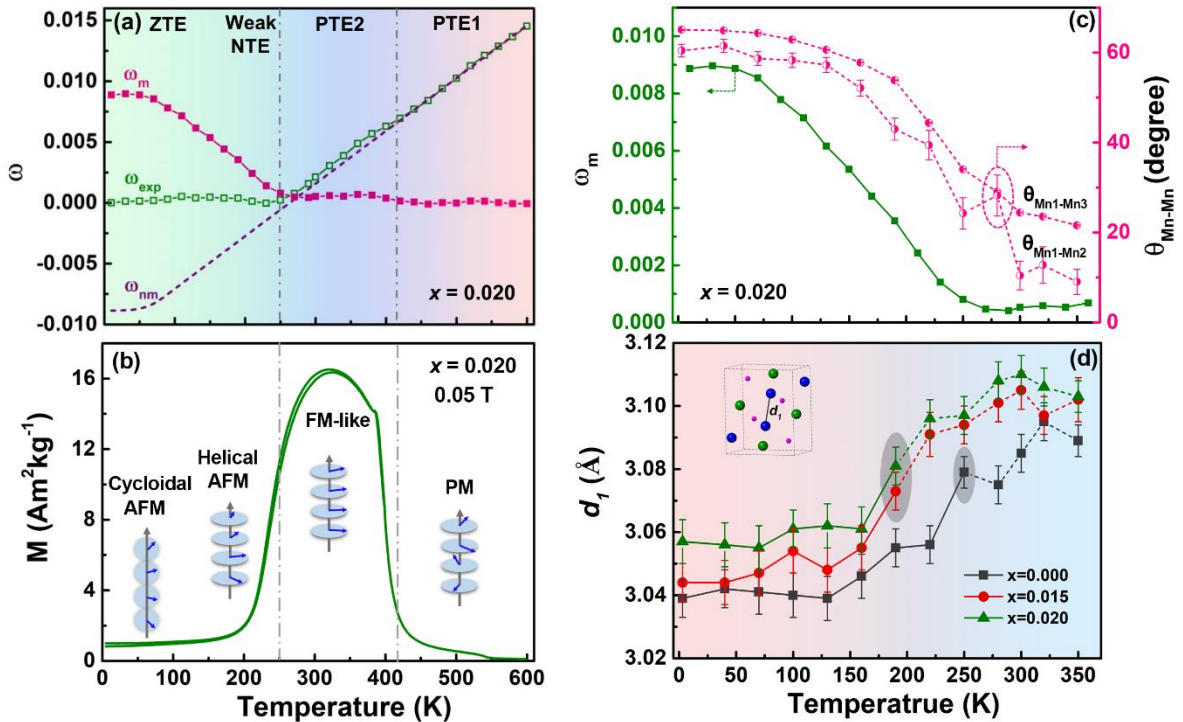 (a) ZTE Weak NTE PTE2 PTE1
0.015
0.010
0.005
0.000
-0.005
-0.010
ω
ωm
ωexp
ωnm
x = 0.020
(b)
x = 0.020
0.05 T
16
12
8
4
0
M (Am²kg⁻¹)
Cycloidal
AFM
Helical
AFM
FM-like
PM
0 100 200 300 400 500 600
Temperature (K)
(c)
0.010
0.008
0.006
0.004
0.002
0.000
ωm
60
40
20
0
θMn-Mn (degree)
θMn1-Mn3
θMn1-Mn2
x = 0.020
(d)
3.10
3.08
3.06
3.04
3.02
d1 (Å)
d1
x=0.000
x=0.015
x=0.020
0 50 100 150 200 250 300 350
Temperatrue (K)